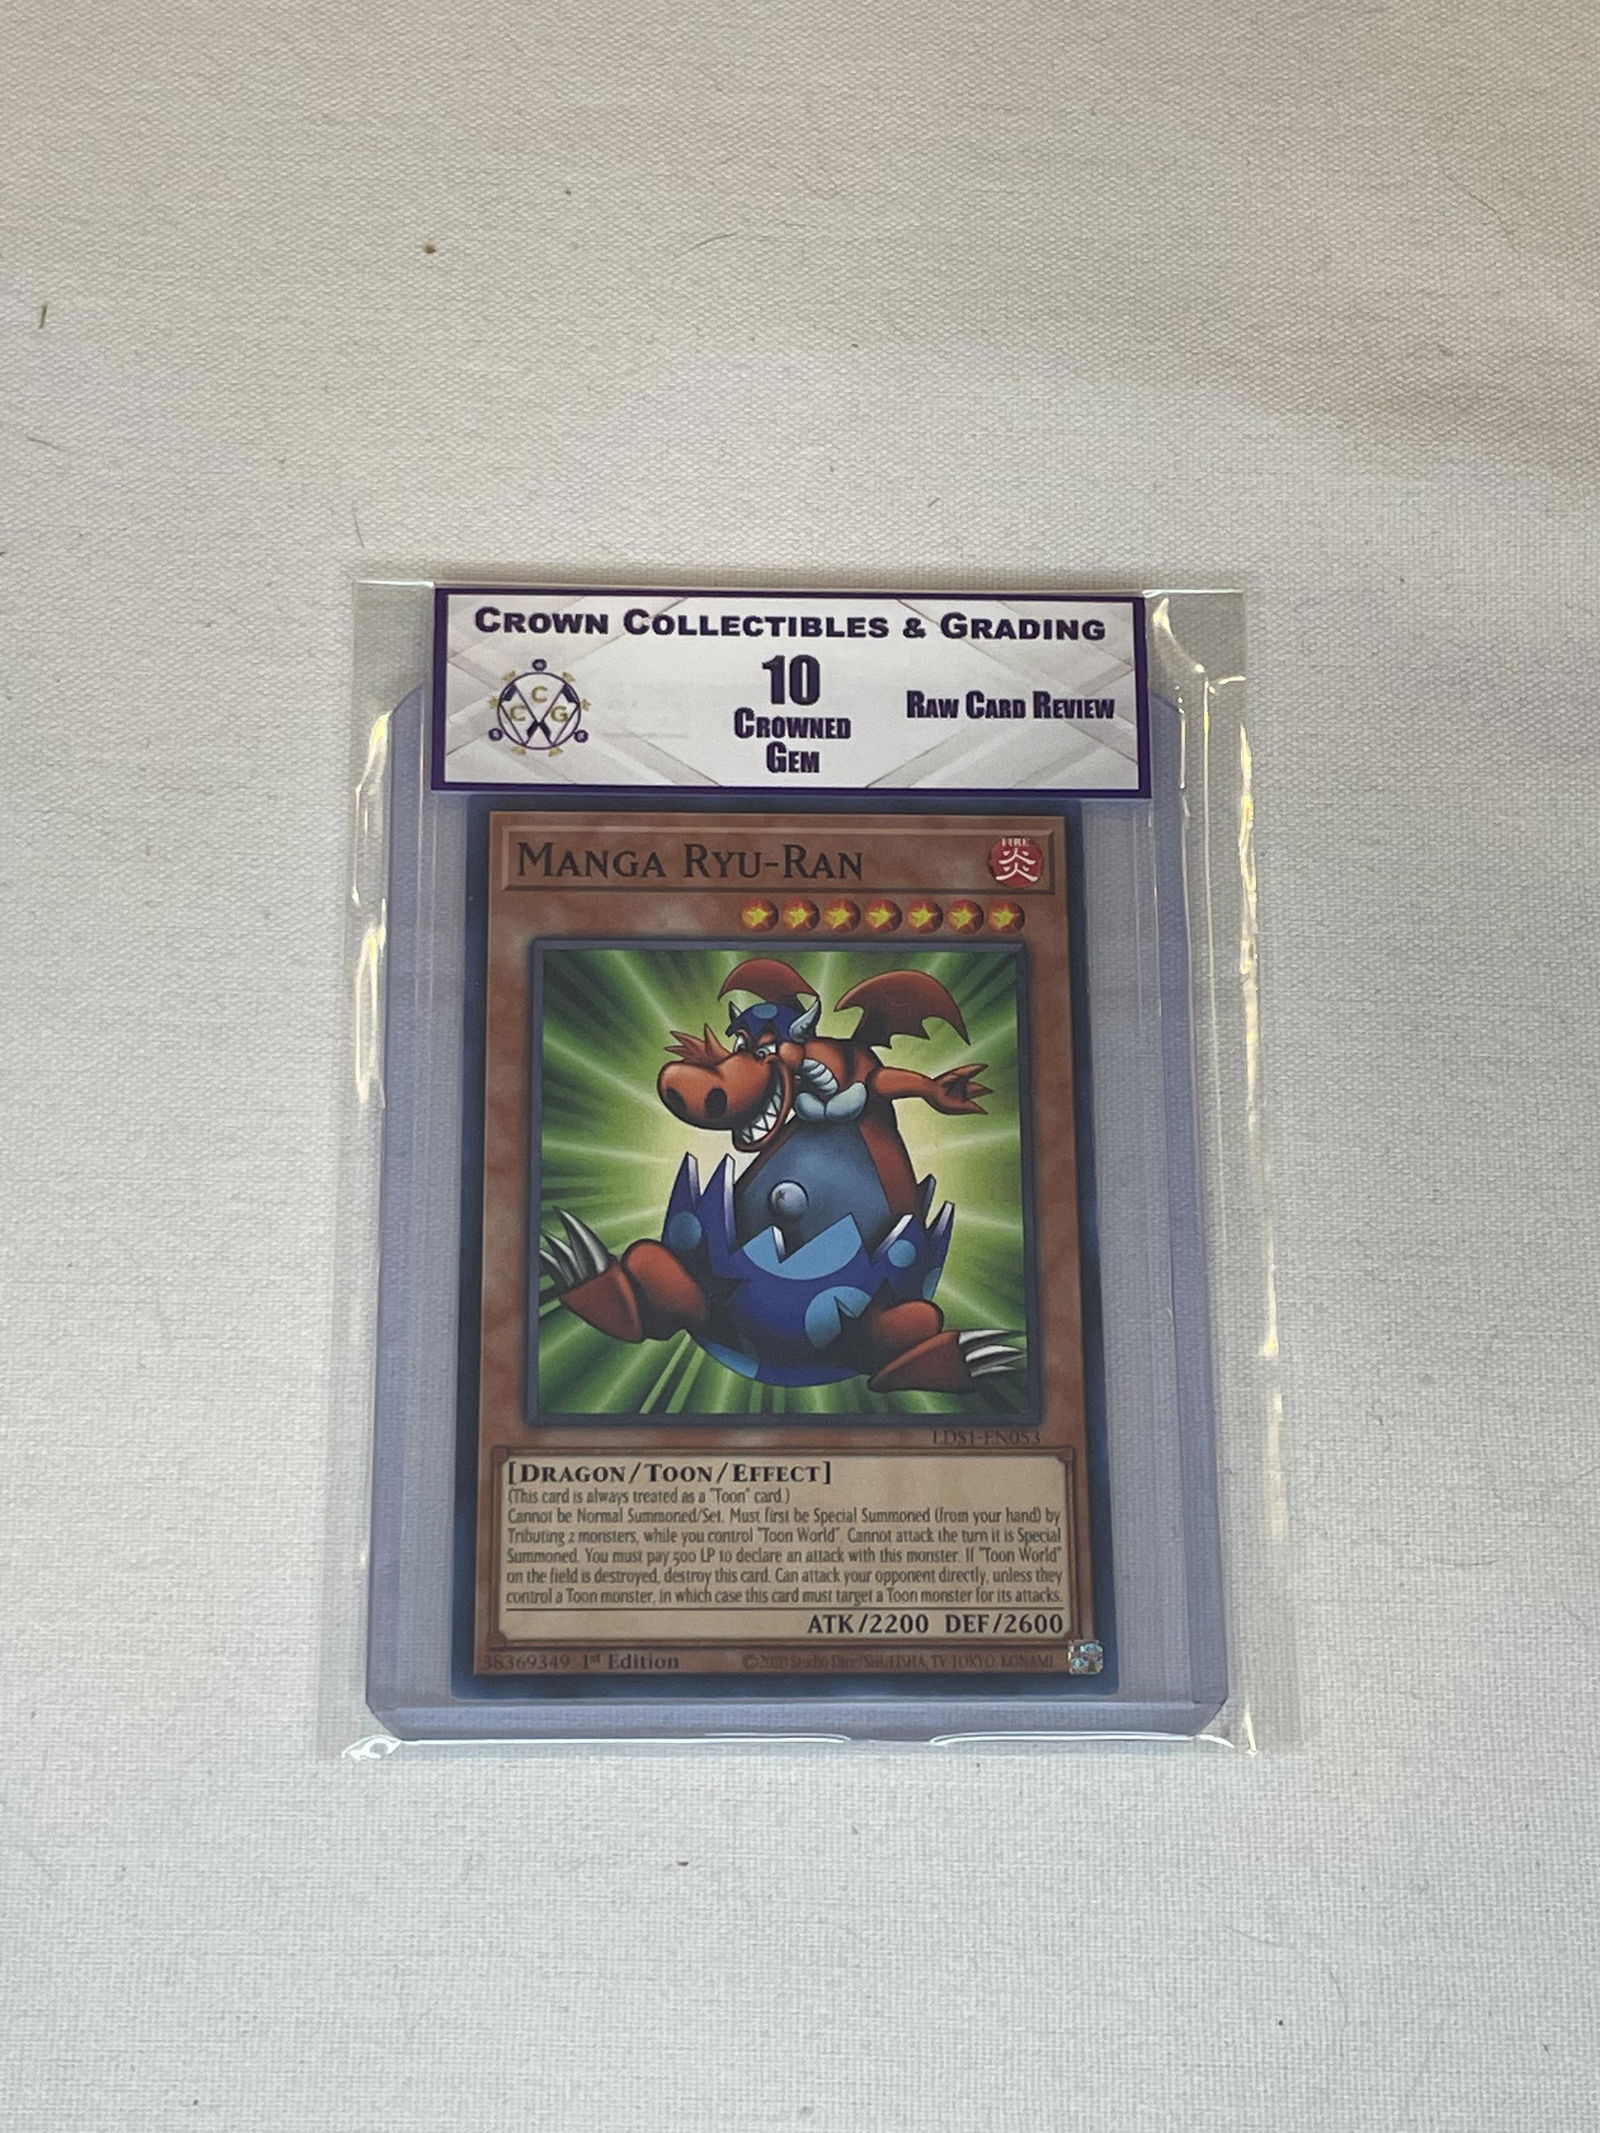 CROWN COLLECTIBLES & GRADING
10
CROWNED
GEM
RAW CARD REVIEW
C
C G
MANGA RYU-RAN
FIRE
炎
LDS1-EN053
[DRAGON/TOON/EFFECT]
(This card is always treated as a "Toon" card.)
Cannot be Normal Summoned/Set. Must first be Special Summoned (from your hand) by
Tributing 2 monsters, while you control "Toon World". Cannot attack the turn it is Special
Summoned. You must pay 500 LP to declare an attack with this monster. If "Toon World"
on the field is destroyed, destroy this card. Can attack your opponent directly, unless they
control a Toon monster, in which case this card must target a Toon monster for its attacks.
ATK/2200 DEF/2600
38369349 1st Edition
©2020 Studio Dice/SHUEISHA, TV TOKYO, KONAMI